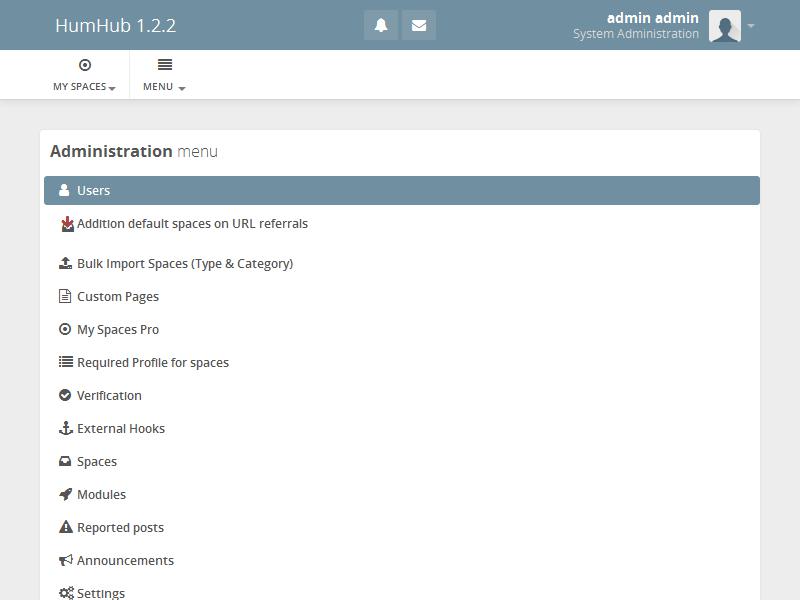 HumHub 1.2.2
admin admin
System Administration
MY SPACES
MENU
Administration menu
Users
Addition default spaces on URL referrals
Bulk Import Spaces (Type & Category)
Custom Pages
My Spaces Pro
Required Profile for spaces
Verification
External Hooks
Spaces
Modules
Reported posts
Announcements
Settings